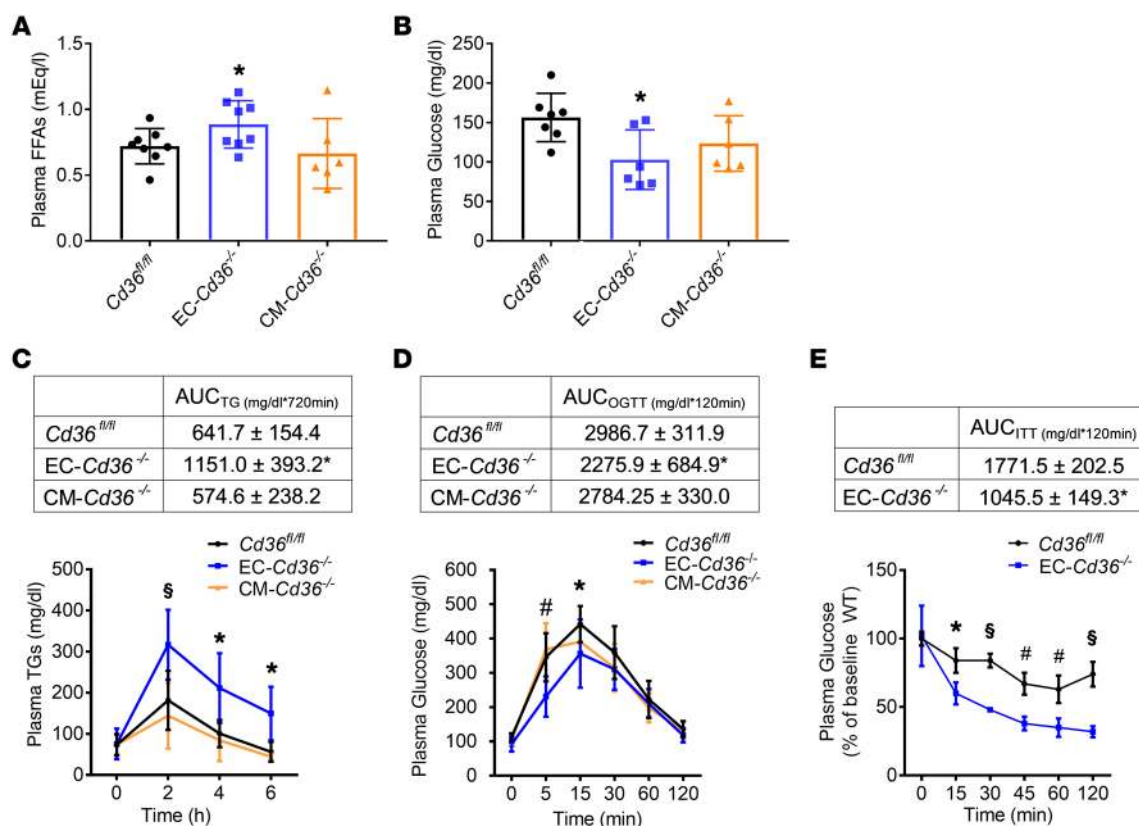 A
Plasma FFAs (mEq/l)
1.5
1.0
0.5
0.0
*
Cd36fl/fl
EC-Cd36-/-
CM-Cd36-/-
B
Plasma Glucose (mg/dl)
250
200
150
100
50
0
*
Cd36fl/fl
EC-Cd36-/-
CM-Cd36-/-
C
AUCTG (mg/dl*720min)
Cd36fl/fl 641.7 ± 154.4
EC-Cd36-/- 1151.0 ± 393.2*
CM-Cd36-/- 574.6 ± 238.2
Cd36fl/fl
EC-Cd36-/-
CM-Cd36-/-
Plasma TGs (mg/dl)
500
400
300
200
100
0
§
*
*
0 2 4 6
Time (h)
D
AUCOGTT (mg/dl*120min)
Cd36fl/fl 2986.7 ± 311.9
EC-Cd36-/- 2275.9 ± 684.9*
CM-Cd36-/- 2784.25 ± 330.0
Cd36fl/fl
EC-Cd36-/-
CM-Cd36-/-
Plasma Glucose (mg/dl)
600
500
400
300
200
100
0
#
*
0 5 15 30 60 120
Time (min)
E
AUCITT (mg/dl*120min)
Cd36fl/fl 1771.5 ± 202.5
EC-Cd36-/- 1045.5 ± 149.3*
Cd36fl/fl
EC-Cd36-/-
Plasma Glucose
(% of baseline WT)
150
100
50
0
* § # # §
0 15 30 45 60 120
Time (min)